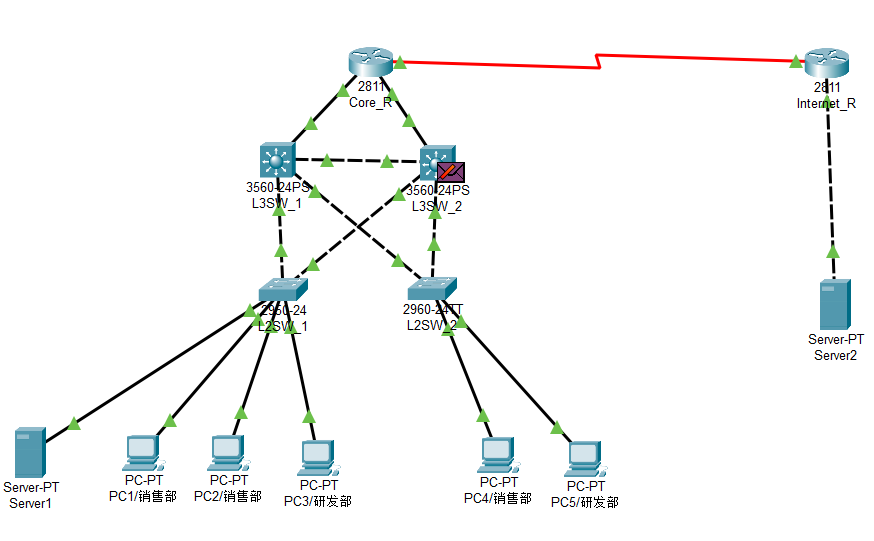 2811
Core_R
2811
Internet_R
3560-24PS
L3SW_1
3560-24PS
L3SW_2
2950-24
L2SW_1
2960-24TT
L2SW_2
Server-PT
Server2
Server-PT
Server1
PC-PT
PC1/销售部
PC-PT
PC2/销售部
PC-PT
PC3/研发部
PC-PT
PC4/销售部
PC-PT
PC5/研发部